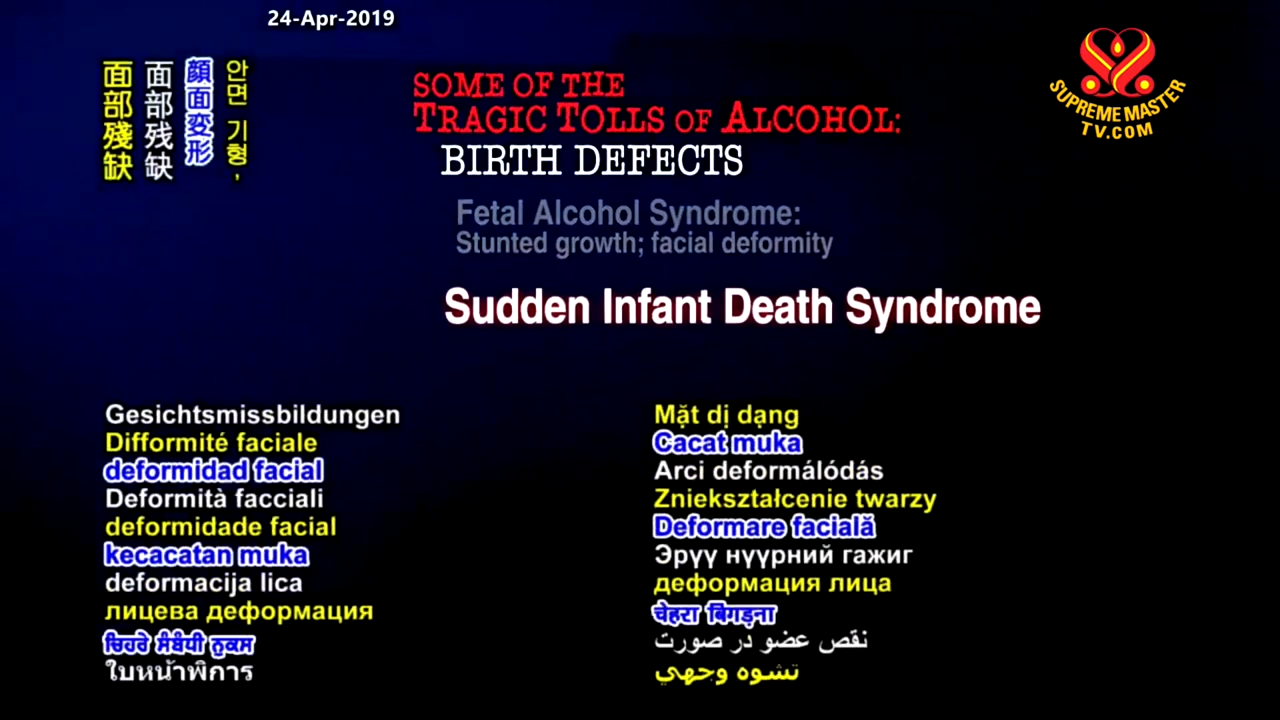 24-Apr-2019
面部殘缺
面部残缺
顔面変形
안면 기형,
SOME OF THE
TRAGIC TOLLS OF ALCOHOL:
BIRTH DEFECTS
Fetal Alcohol Syndrome:
Stunted growth; facial deformity
Sudden Infant Death Syndrome
SUPREME MASTER
TV.COM
Gesichtsmissbildungen
Difformité faciale
deformidad facial
Deformità facciali
deformidade facial
kecacatan muka
deformacija lica
лицева деформация
ਚਿਹਰੇ ਸੰਬੰਧੀ ਨੁਕਸ
ใบหน้าพิการ
Mặt dị dạng
Cacat muka
Arci deformálódás
Zniekształcenie twarzy
Deformare facială
Эрүү нүүрний гажиг
деформация лица
चेहरा बिगड़ना
نقص عضو در صورت
تشوه وجهي